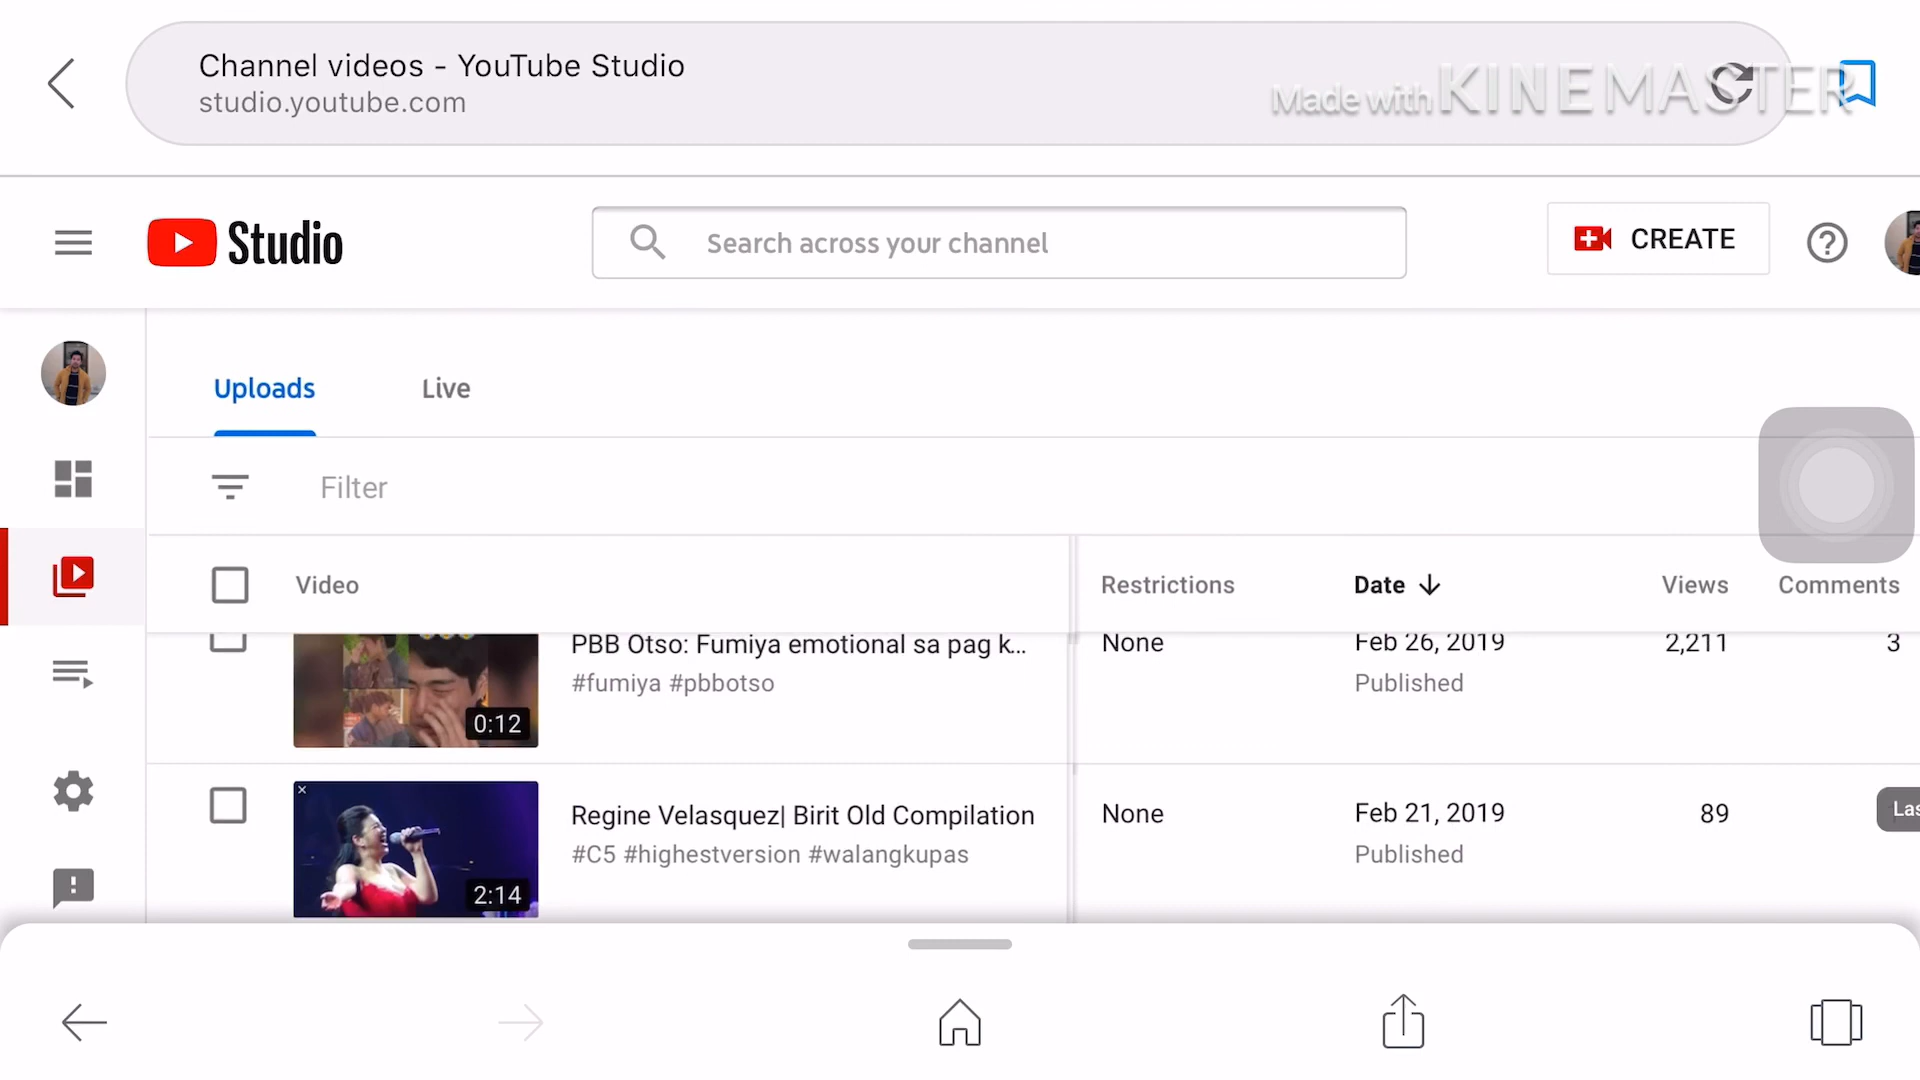 Channel videos - YouTube Studio
studio.youtube.com
Made with KINEMASTER
Studio
Search across your channel
CREATE
Uploads
Live
Filter
Video
Restrictions
Date
Views
Comments
PBB Otso: Fumiya emotional sa pag k...
#fumiya #pbbotso
0:12
None
Feb 26, 2019
Published
2,211
3
Regine Velasquez| Birit Old Compilation
#C5 #highestversion #walangkupas
2:14
None
Feb 21, 2019
Published
89